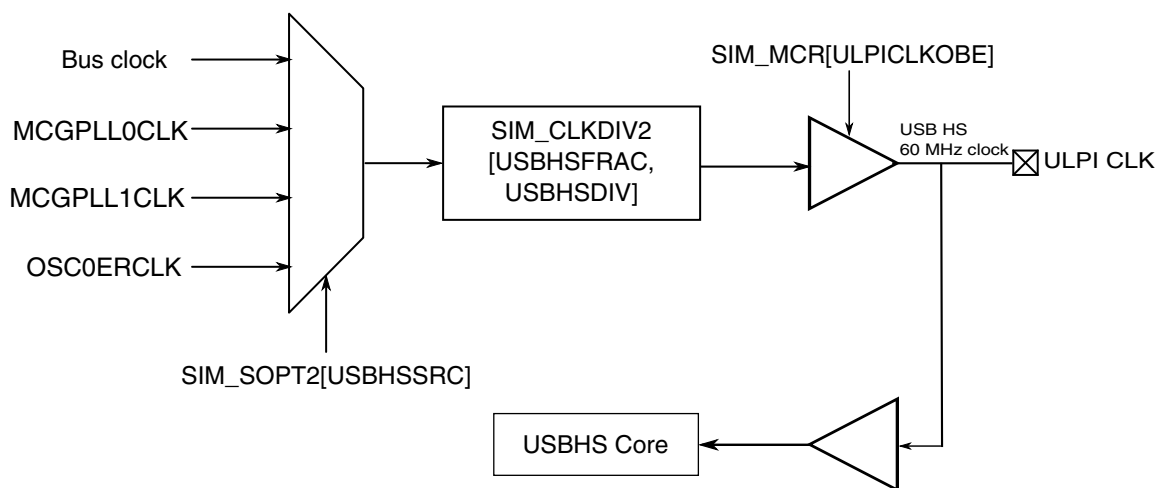 Bus clock
MCGPLL0CLK
MCGPLL1CLK
OSC0ERCLK
SIM_SOPT2[USBHSSRC]
SIM_CLKDIV2
[USBHSFRAC,
USBHSDIV]
SIM_MCR[ULPICLKOBE]
USB HS
60 MHz clock
ULPI CLK
USBHS Core